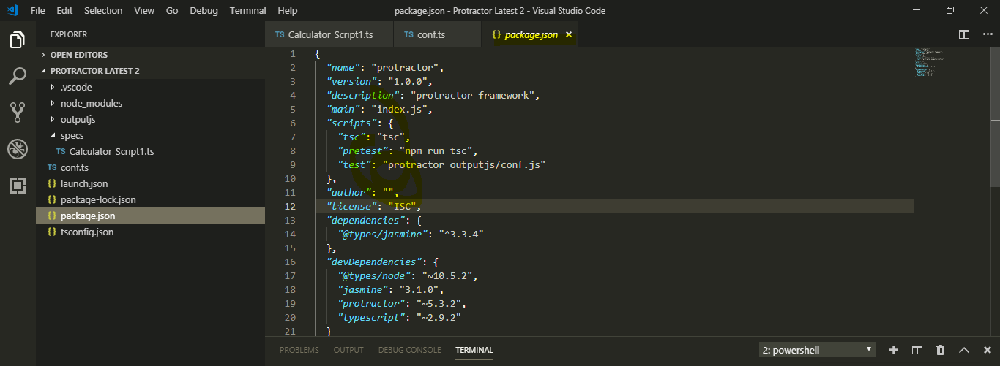 File Edit Selection View Go Debug Terminal Help
package.json - Protractor Latest 2 - Visual Studio Code
EXPLORER
OPEN EDITORS
PROTRACTOR LATEST 2
.vscode
node_modules
outputjs
specs
TS Calculator_Script1.ts
TS conf.ts
{} launch.json
{} package-lock.json
{} package.json
{} tsconfig.json
TS Calculator_Script1.ts
TS conf.ts
{} package.json ×
1 {
2 "name": "protractor",
3 "version": "1.0.0",
4 "description": "protractor framework",
5 "main": "index.js",
6 "scripts": {
7 "tsc": "tsc",
8 "pretest": "npm run tsc",
9 "test": "protractor outputjs/conf.js"
10 },
11 "author": "",
12 "license": "ISC",
13 "dependencies": {
14 "@types/jasmine": "^3.3.4"
15 },
16 "devDependencies": {
17 "@types/node": "~10.5.2",
18 "jasmine": "3.1.0",
19 "protractor": "~5.3.2",
20 "typescript": "~2.9.2"
21 }
PROBLEMS OUTPUT DEBUG CONSOLE TERMINAL
2: powershell